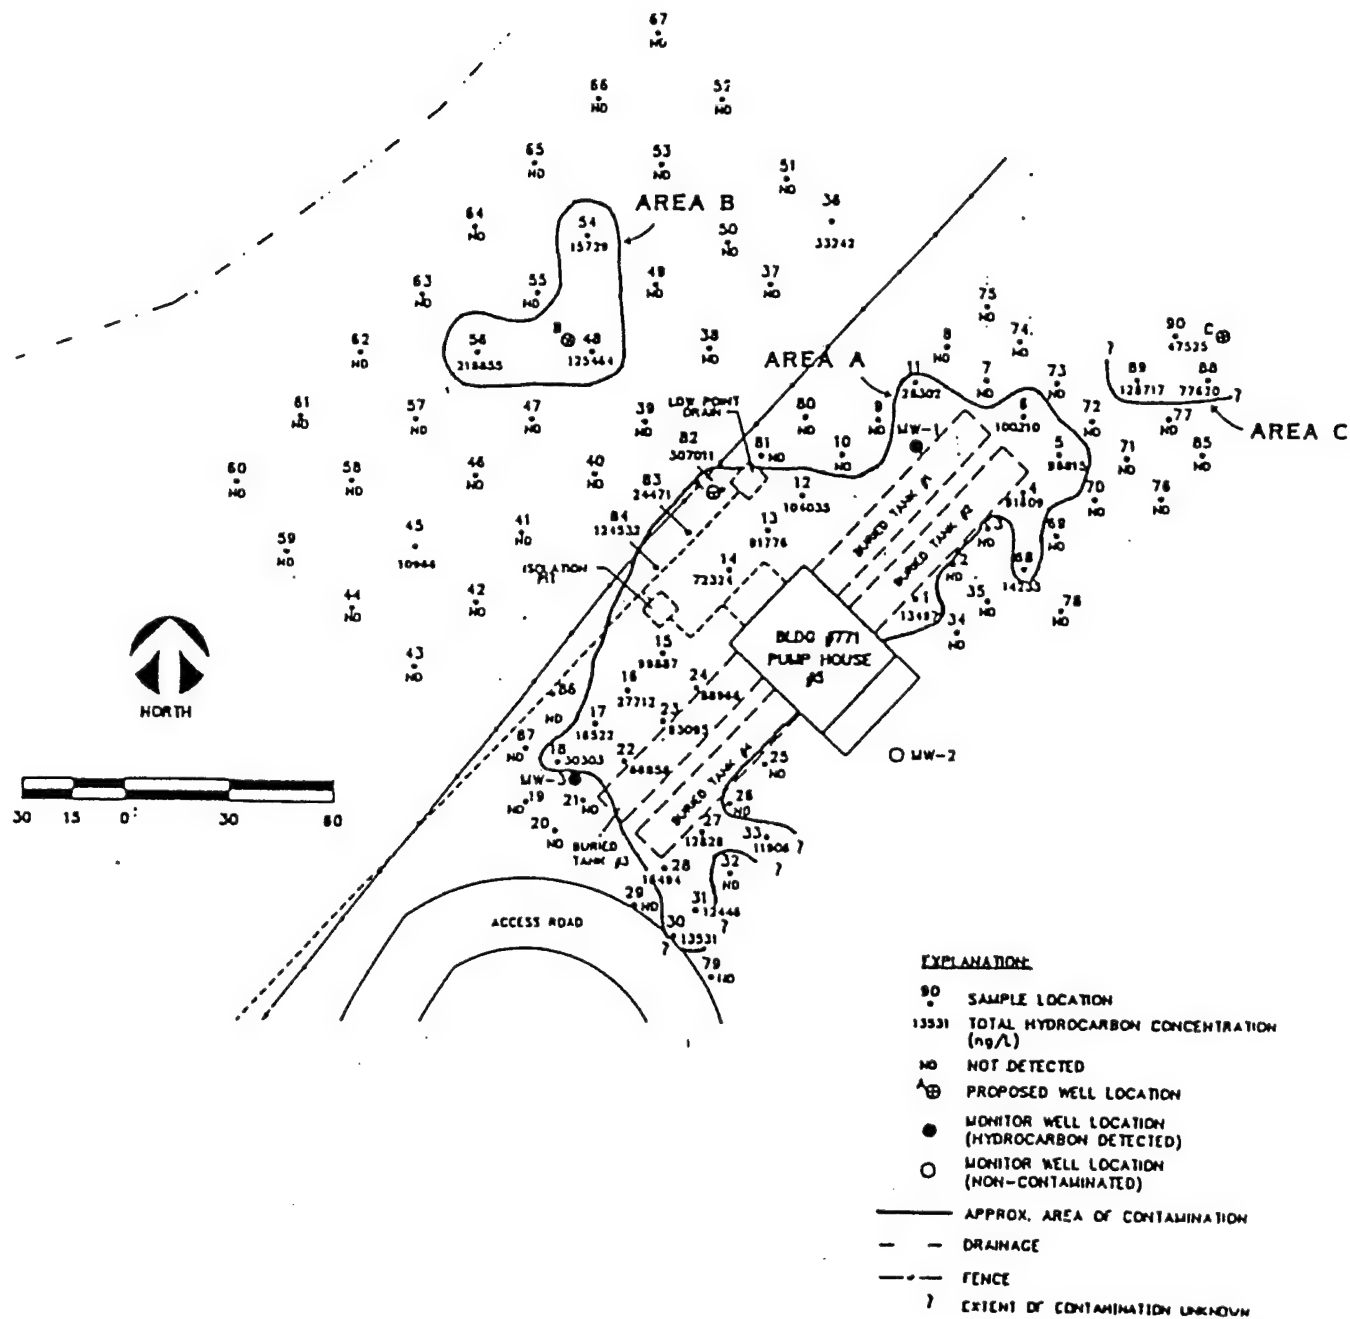 67
ND
66
ND
52
ND
65
ND
53
ND
51
ND
36
33242
AREA B
64
ND
54
15729
50
ND
63
ND
55
ND
49
ND
37
ND
75
ND
62
ND
56
218855
B
48
125464
38
ND
8
ND
74
ND
90
47525
C
AREA A
11
28302
7
ND
73
ND
89
128717
88
77630
?
?
AREA C
61
ND
57
ND
47
ND
39
ND
LOW POINT
DRAIN
80
ND
9
ND
MW-1
6
100210
72
ND
77
ND
82
307011
81
ND
10
ND
5
98815
71
ND
85
ND
60
ND
58
ND
46
ND
40
ND
83
24471
12
106035
BURIED TANK #1
4
91809
70
ND
76
ND
84
124532
59
ND
45
10966
41
ND
13
91776
BURIED TANK #2
3
ND
69
ND
ISOLATION
PIT
14
72324
2
ND
68
14233
44
ND
42
ND
1
13497
35
ND
78
ND
34
ND
BLDG #771
PUMP HOUSE
#5
43
ND
15
99887
NORTH
86
ND
16
27712
24
88966
17
16522
23
83095
87
ND
18
30303
22
66856
25
ND
MW-2
MW-3
30 15 0 30 60
19
ND
21
ND
BURIED TANK #4
26
ND
20
ND
BURIED
TANK #3
27
12828
33
11906
?
28
16494
32
ND
?
29
ND
31
12446
?
ACCESS ROAD
30
13531
?
79
ND
EXPLANATION:
90
SAMPLE LOCATION
13531
TOTAL HYDROCARBON CONCENTRATION
(ng/L)
ND
NOT DETECTED
A
PROPOSED WELL LOCATION
MONITOR WELL LOCATION
(HYDROCARBON DETECTED)
MONITOR WELL LOCATION
(NON-CONTAMINATED)
APPROX. AREA OF CONTAMINATION
DRAINAGE
FENCE
?
EXTENT OF CONTAMINATION UNKNOWN